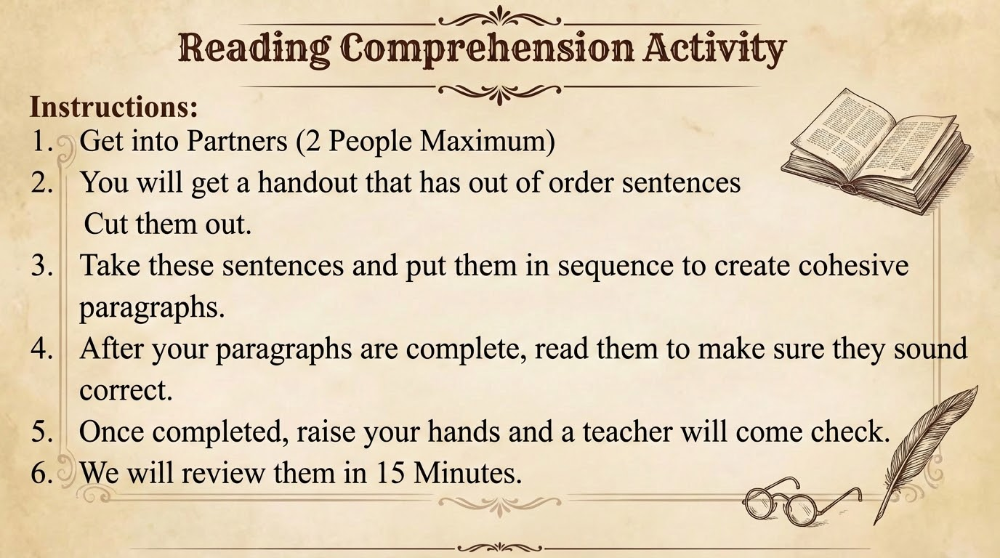 Reading Comprehension Activity
Instructions:
1. Get into Partners (2 People Maximum)
2. You will get a handout that has out of order sentences
Cut them out.
3. Take these sentences and put them in sequence to create cohesive
paragraphs.
4. After your paragraphs are complete, read them to make sure they sound
correct.
5. Once completed, raise your hands and a teacher will come check.
6. We will review them in 15 Minutes.